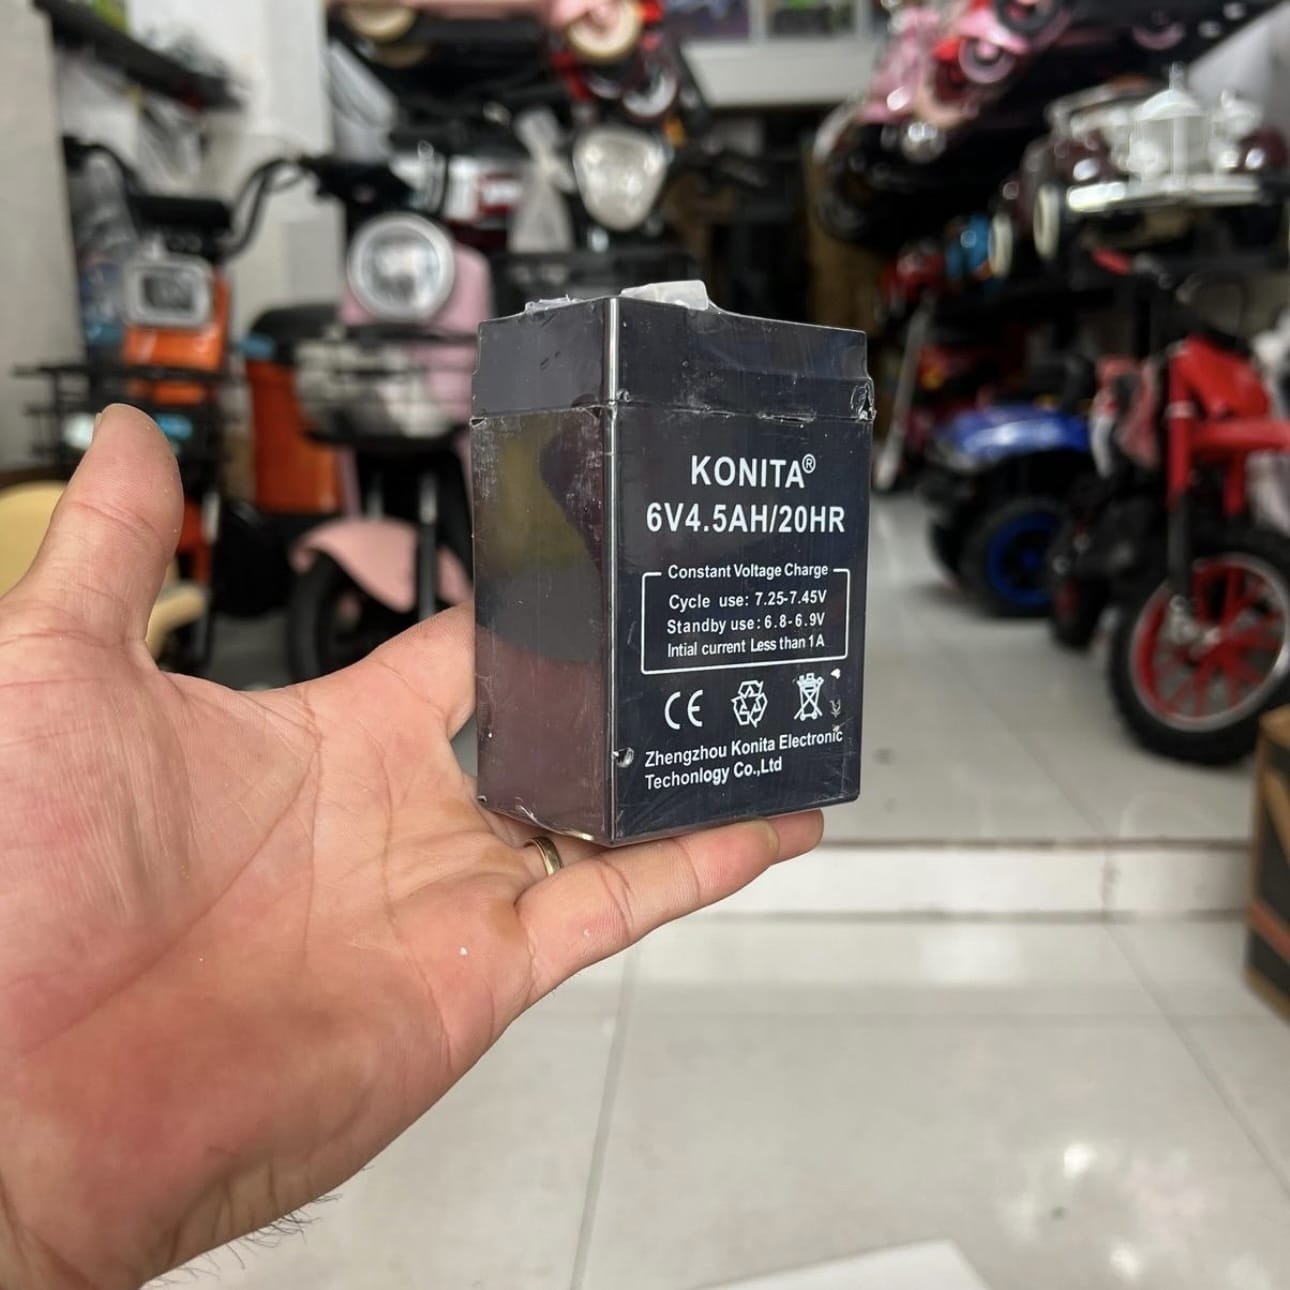 KONITA®
6V4.5AH/20HR
Constant Voltage Charge
Cycle use: 7.25-7.45V
Standby use: 6.8-6.9V
Intial current Less than 1A
CE
Zhengzhou Konita Electronic
Techonlogy Co.,Ltd